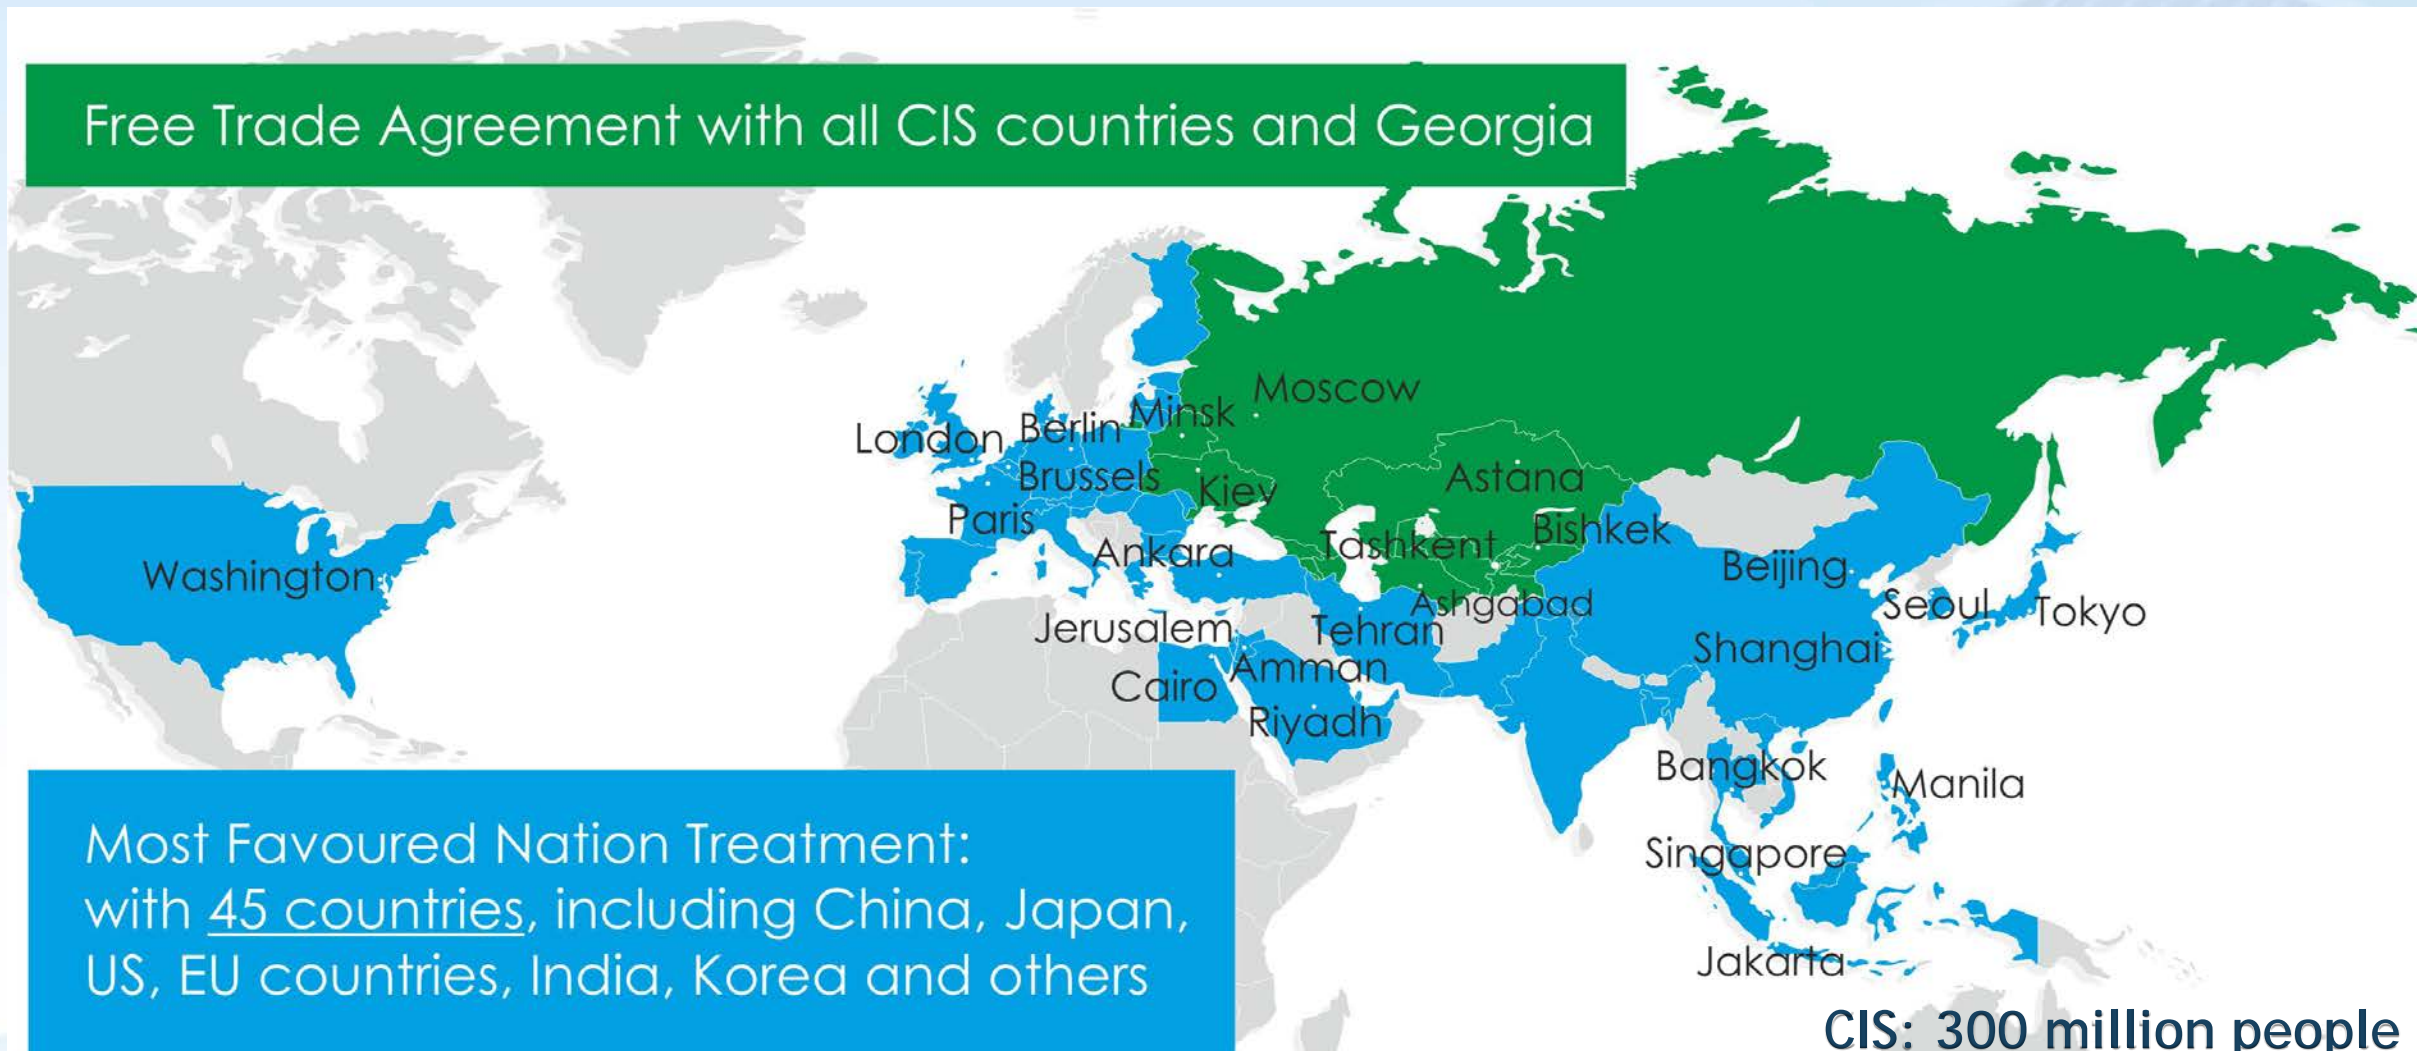 Free Trade Agreement with all CIS countries and Georgia
Moscow
Minsk
Berlin
London
Brussels
Kiev
Astana
Paris
Bishkek
Tashkent
Ankara
Washington
Beijing
Ashgabad
Seoul
Tokyo
Jerusalem
Tehran
Shanghai
Amman
Cairo
Riyadh
Bangkok
Manila
Singapore
Jakarta
Most Favoured Nation Treatment:
with 45 countries, including China, Japan,
US, EU countries, India, Korea and others
CIS: 300 million people